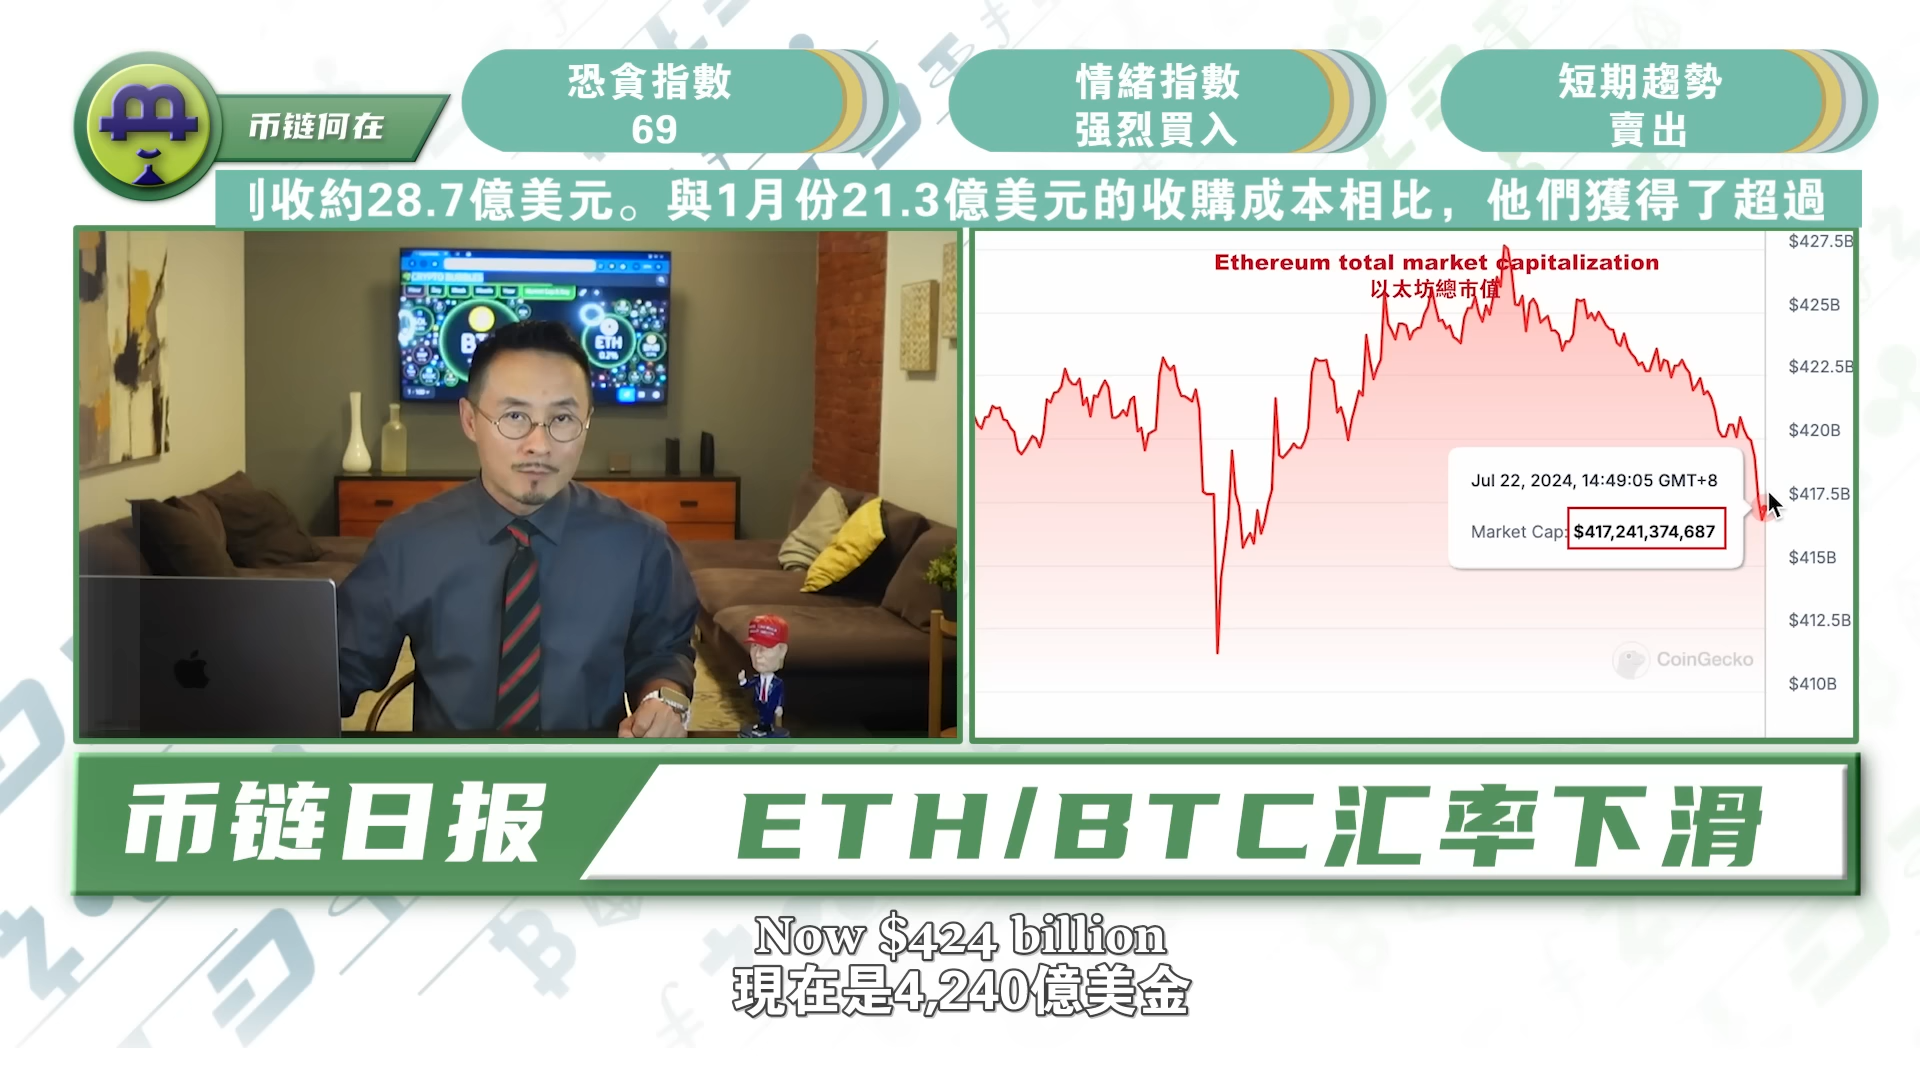 币链何在
恐貪指數
69
情緒指數
强烈買入
短期趨勢
賣出
收約28.7億美元。與1月份21.3億美元的收購成本相比，他們獲得了超過
CRYPTO BUBBLES
ETH
0.2%
Ethereum total market capitalization
以太坊總市值
$427.5B
$425B
$422.5B
$420B
$417.5B
$415B
$412.5B
$410B
Jul 22, 2024, 14:49:05 GMT+8
Market Cap: $417,241,374,687
CoinGecko
币链日报
ETH/BTC汇率下滑
Now $424 billion
現在是4,240億美金